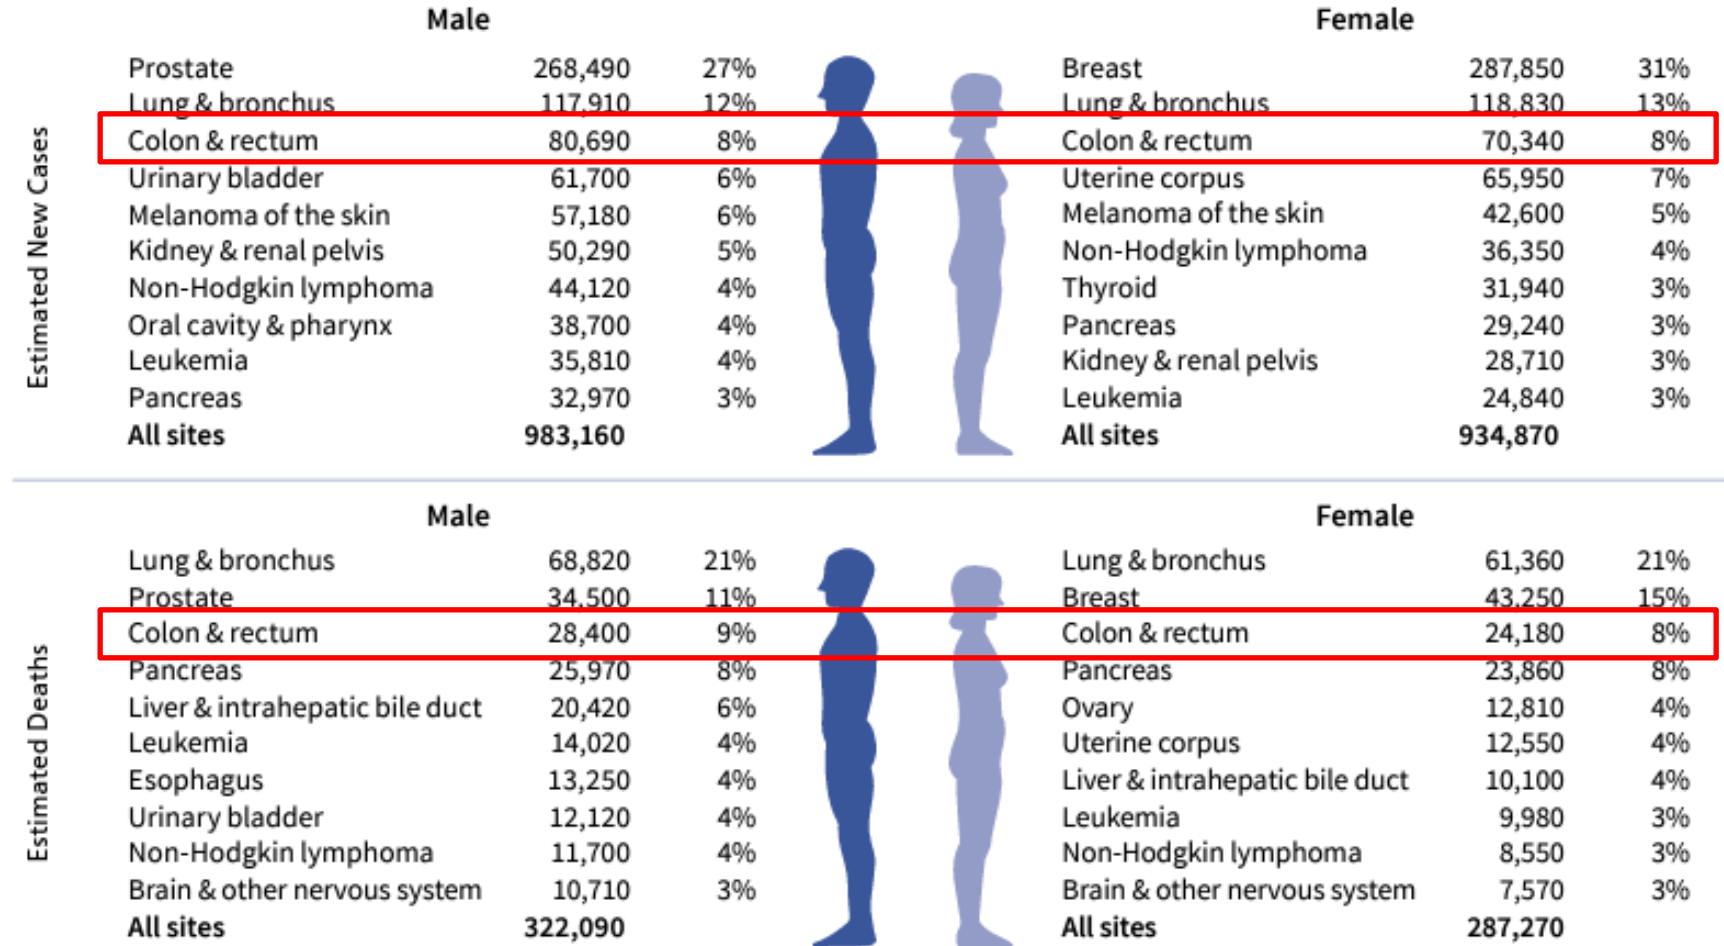 Male Female
Estimated New Cases
Prostate 268,490 27% Breast 287,850 31%
Lung & bronchus 117,910 12% Lung & bronchus 118,830 13%
Colon & rectum 80,690 8% Colon & rectum 70,340 8%
Urinary bladder 61,700 6% Uterine corpus 65,950 7%
Melanoma of the skin 57,180 6% Melanoma of the skin 42,600 5%
Kidney & renal pelvis 50,290 5% Non-Hodgkin lymphoma 36,350 4%
Non-Hodgkin lymphoma 44,120 4% Thyroid 31,940 3%
Oral cavity & pharynx 38,700 4% Pancreas 29,240 3%
Leukemia 35,810 4% Kidney & renal pelvis 28,710 3%
Pancreas 32,970 3% Leukemia 24,840 3%
All sites 983,160 All sites 934,870
Male Female
Estimated Deaths
Lung & bronchus 68,820 21% Lung & bronchus 61,360 21%
Prostate 34,500 11% Breast 43,250 15%
Colon & rectum 28,400 9% Colon & rectum 24,180 8%
Pancreas 25,970 8% Pancreas 23,860 8%
Liver & intrahepatic bile duct 20,420 6% Ovary 12,810 4%
Leukemia 14,020 4% Uterine corpus 12,550 4%
Esophagus 13,250 4% Liver & intrahepatic bile duct 10,100 4%
Urinary bladder 12,120 4% Leukemia 9,980 3%
Non-Hodgkin lymphoma 11,700 4% Non-Hodgkin lymphoma 8,550 3%
Brain & other nervous system 10,710 3% Brain & other nervous system 7,570 3%
All sites 322,090 All sites 287,270